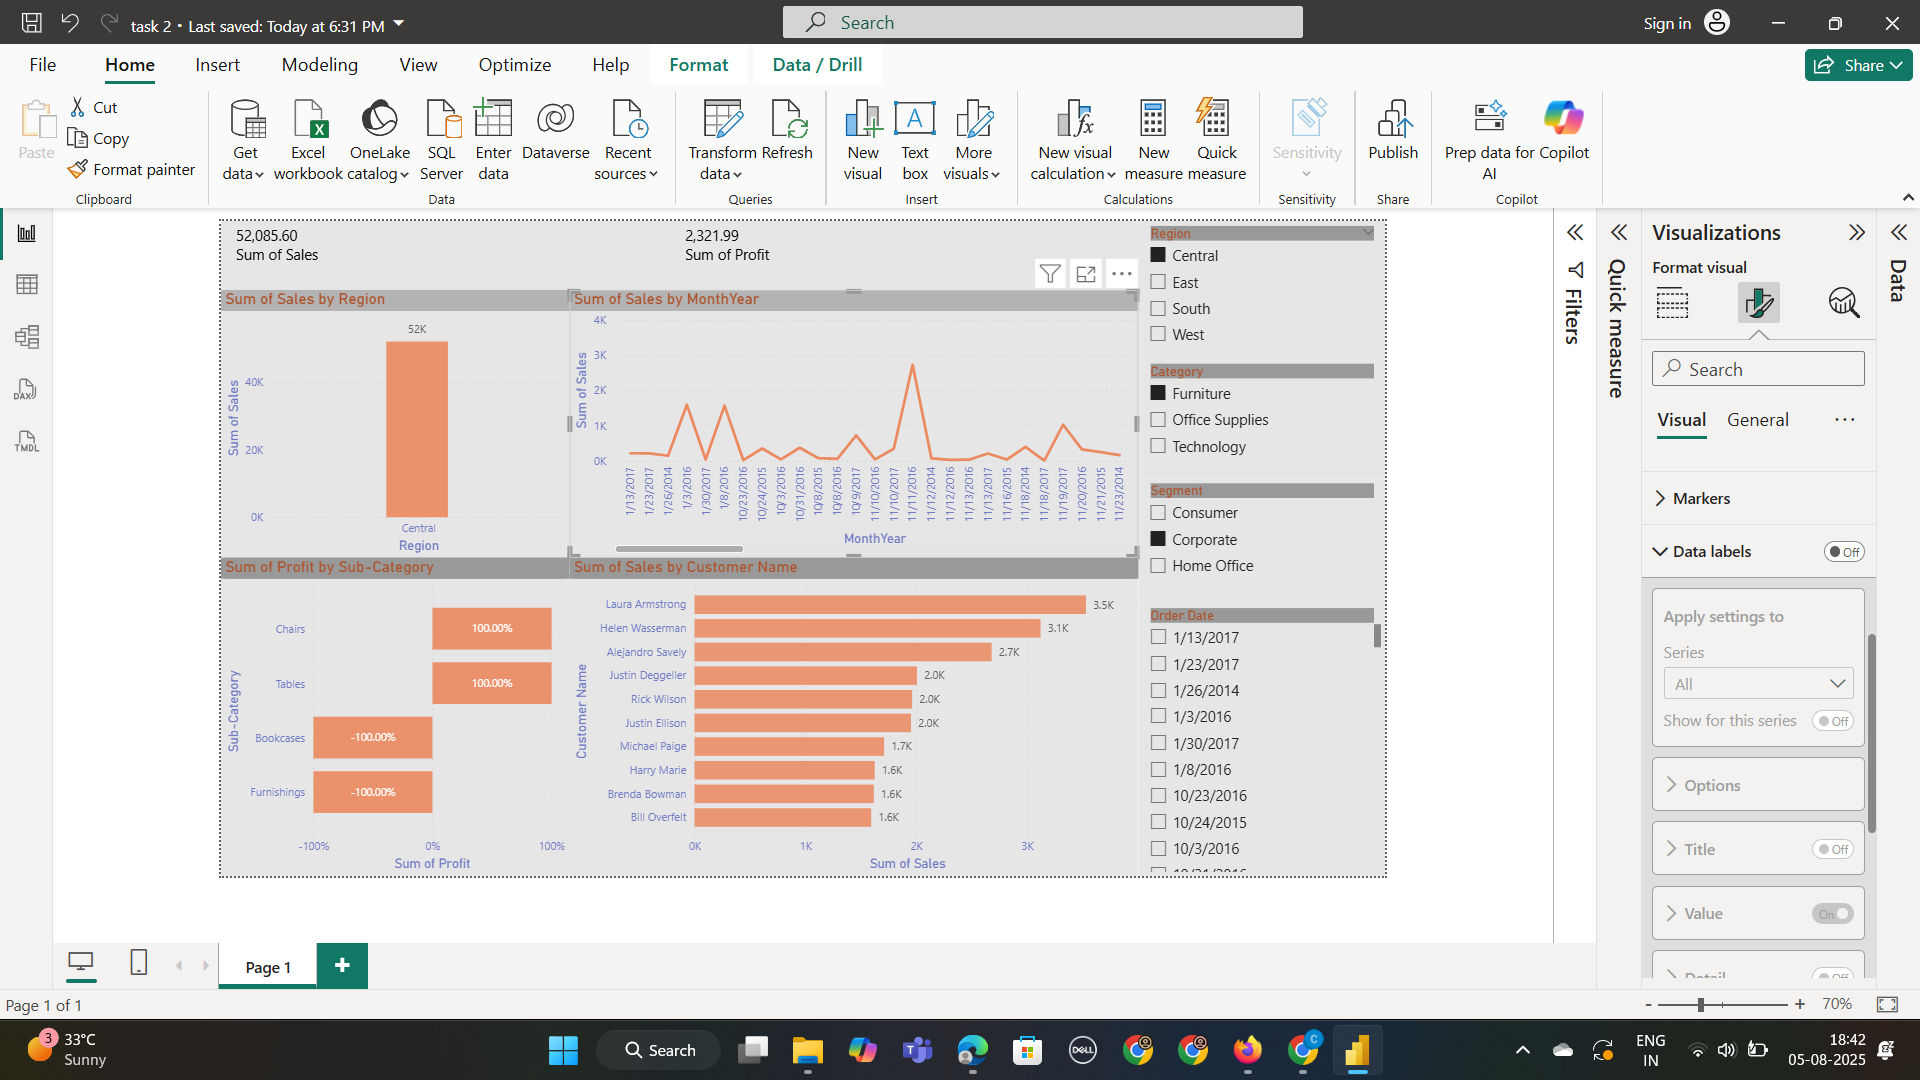 task 2 • Last saved: Today at 6:31 PM
Search
Sign in
File
Home
Insert
Modeling
View
Optimize
Help
Format
Data / Drill
Share
Paste
Cut
Copy
Format painter
Clipboard
Get data
Excel workbook
OneLake catalog
SQL Server
Enter data
Dataverse
Recent sources
Data
Transform data
Refresh
Queries
New visual
Text box
More visuals
Insert
New visual calculation
New measure
Quick measure
Calculations
Sensitivity
Sensitivity
Publish
Share
Prep data for AI
Copilot
Copilot
52,085.60
Sum of Sales
2,321.99
Sum of Profit
Sum of Sales by Region
52K
Sum of Sales
40K
20K
0K
Central
Region
Sum of Sales by MonthYear
Sum of Sales
4K
3K
2K
1K
0K
1/13/2017
1/23/2017
1/26/2014
1/3/2016
1/30/2017
1/8/2016
10/23/2016
10/24/2015
10/3/2016
10/31/2016
10/8/2015
10/8/2016
10/9/2017
11/10/2016
11/10/2017
11/11/2016
11/12/2014
11/12/2016
11/13/2016
11/13/2017
11/16/2015
11/18/2016
11/18/2017
11/19/2017
11/20/2016
11/21/2015
11/23/2014
MonthYear
Sum of Profit by Sub-Category
Sub-Category
Chairs
100.00%
Tables
100.00%
Bookcases
-100.00%
Furnishings
-100.00%
-100%
0%
100%
Sum of Profit
Sum of Sales by Customer Name
Customer Name
Laura Armstrong
3.5K
Helen Wasserman
3.1K
Alejandro Savely
2.7K
Justin Deggeller
2.0K
Rick Wilson
2.0K
Justin Ellison
2.0K
Michael Paige
1.7K
Harry Marie
1.6K
Brenda Bowman
1.6K
Bill Overfelt
1.6K
0K
1K
2K
3K
Sum of Sales
Region
Central
East
South
West
Category
Furniture
Office Supplies
Technology
Segment
Consumer
Corporate
Home Office
Order Date
1/13/2017
1/23/2017
1/26/2014
1/3/2016
1/30/2017
1/8/2016
10/23/2016
10/24/2015
10/3/2016
10/31/2016
Filters
Quick measure
Visualizations
Format visual
Search
Visual
General
Markers
Data labels
Off
Apply settings to
Series
All
Show for this series
Off
Options
Title
Off
Value
On
Detail
Off
Data
Page 1
Page 1 of 1
- + 70%
3
33°C
Sunny
Search
DELL
C
ENG
IN
18:42
05-08-2025